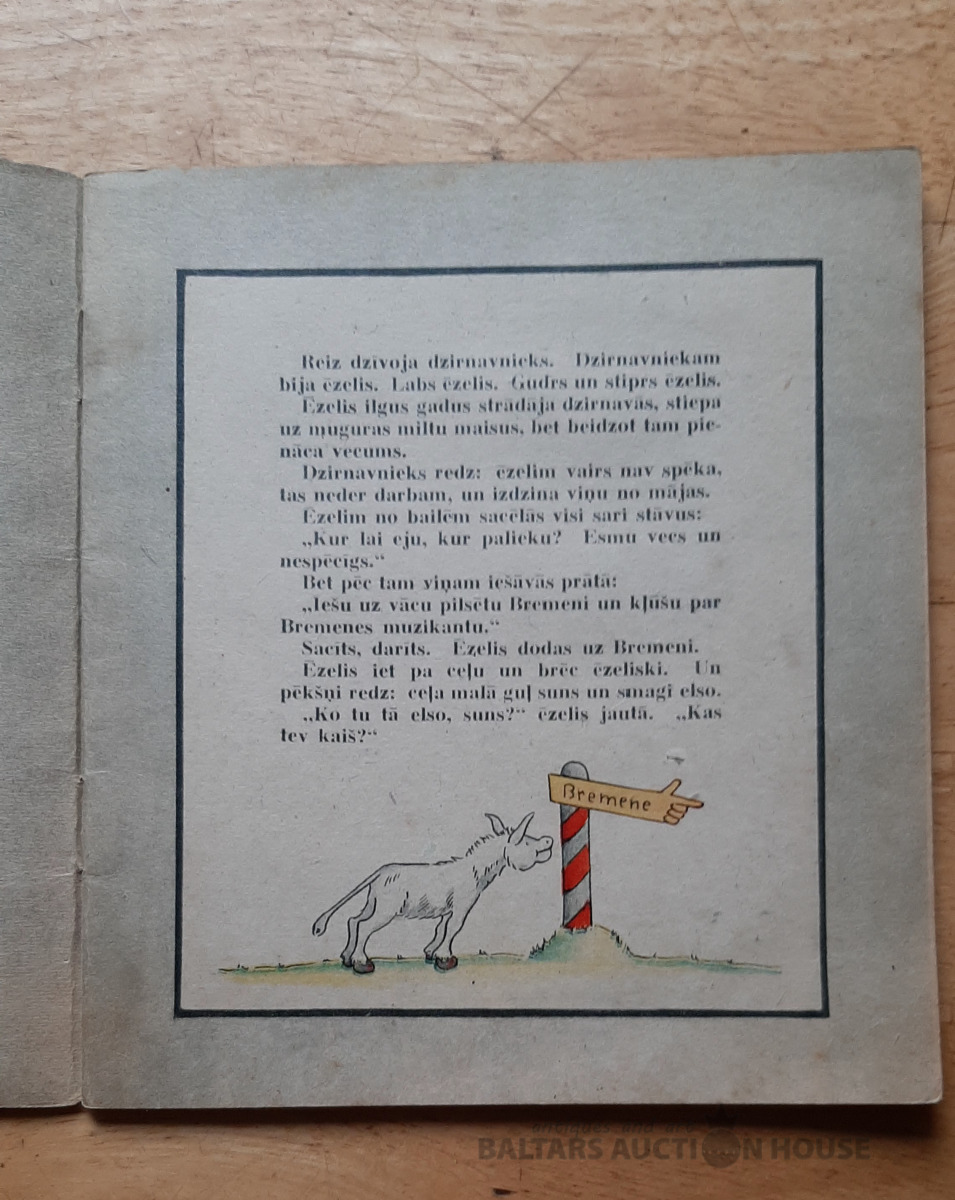 Reiz dzīvoja dzirnavnieks. Dzirnavniekam
bija ēzelis. Labs ēzelis. Gudrs un stiprs ēzelis.
Ēzelis ilgus gadus strādāja dzirnavās, stiepa
uz muguras miltu maisus, bet beidzot tam pie-
nāca vecums.
Dzirnavnieks redz: ēzelim vairs nav spēka,
tas neder darbam, un izdzina viņu no mājas.
Ēzelim no bailēm sacēlās visi sari stāvus:
„Kur lai eju, kur palieku? Esmu vecs un
nespēcīgs.“
Bet pēc tam viņam iešāvās prātā:
„Iešu uz vācu pilsētu Bremeni un kļūšu par
Bremenes muzikantu.“
Sacīts, darīts. Ēzelis dodas uz Bremeni.
Ēzelis iet pa ceļu un brēc ēzeliski. Un
pēkšņi redz: ceļa malā guļ suns un smagi elso.
„Ko tu tā elso, suns?“ ēzelis jautā. „Kas
tev kaiš?“
Bremene
antiques and art
BALTARS AUCTION HOUSE